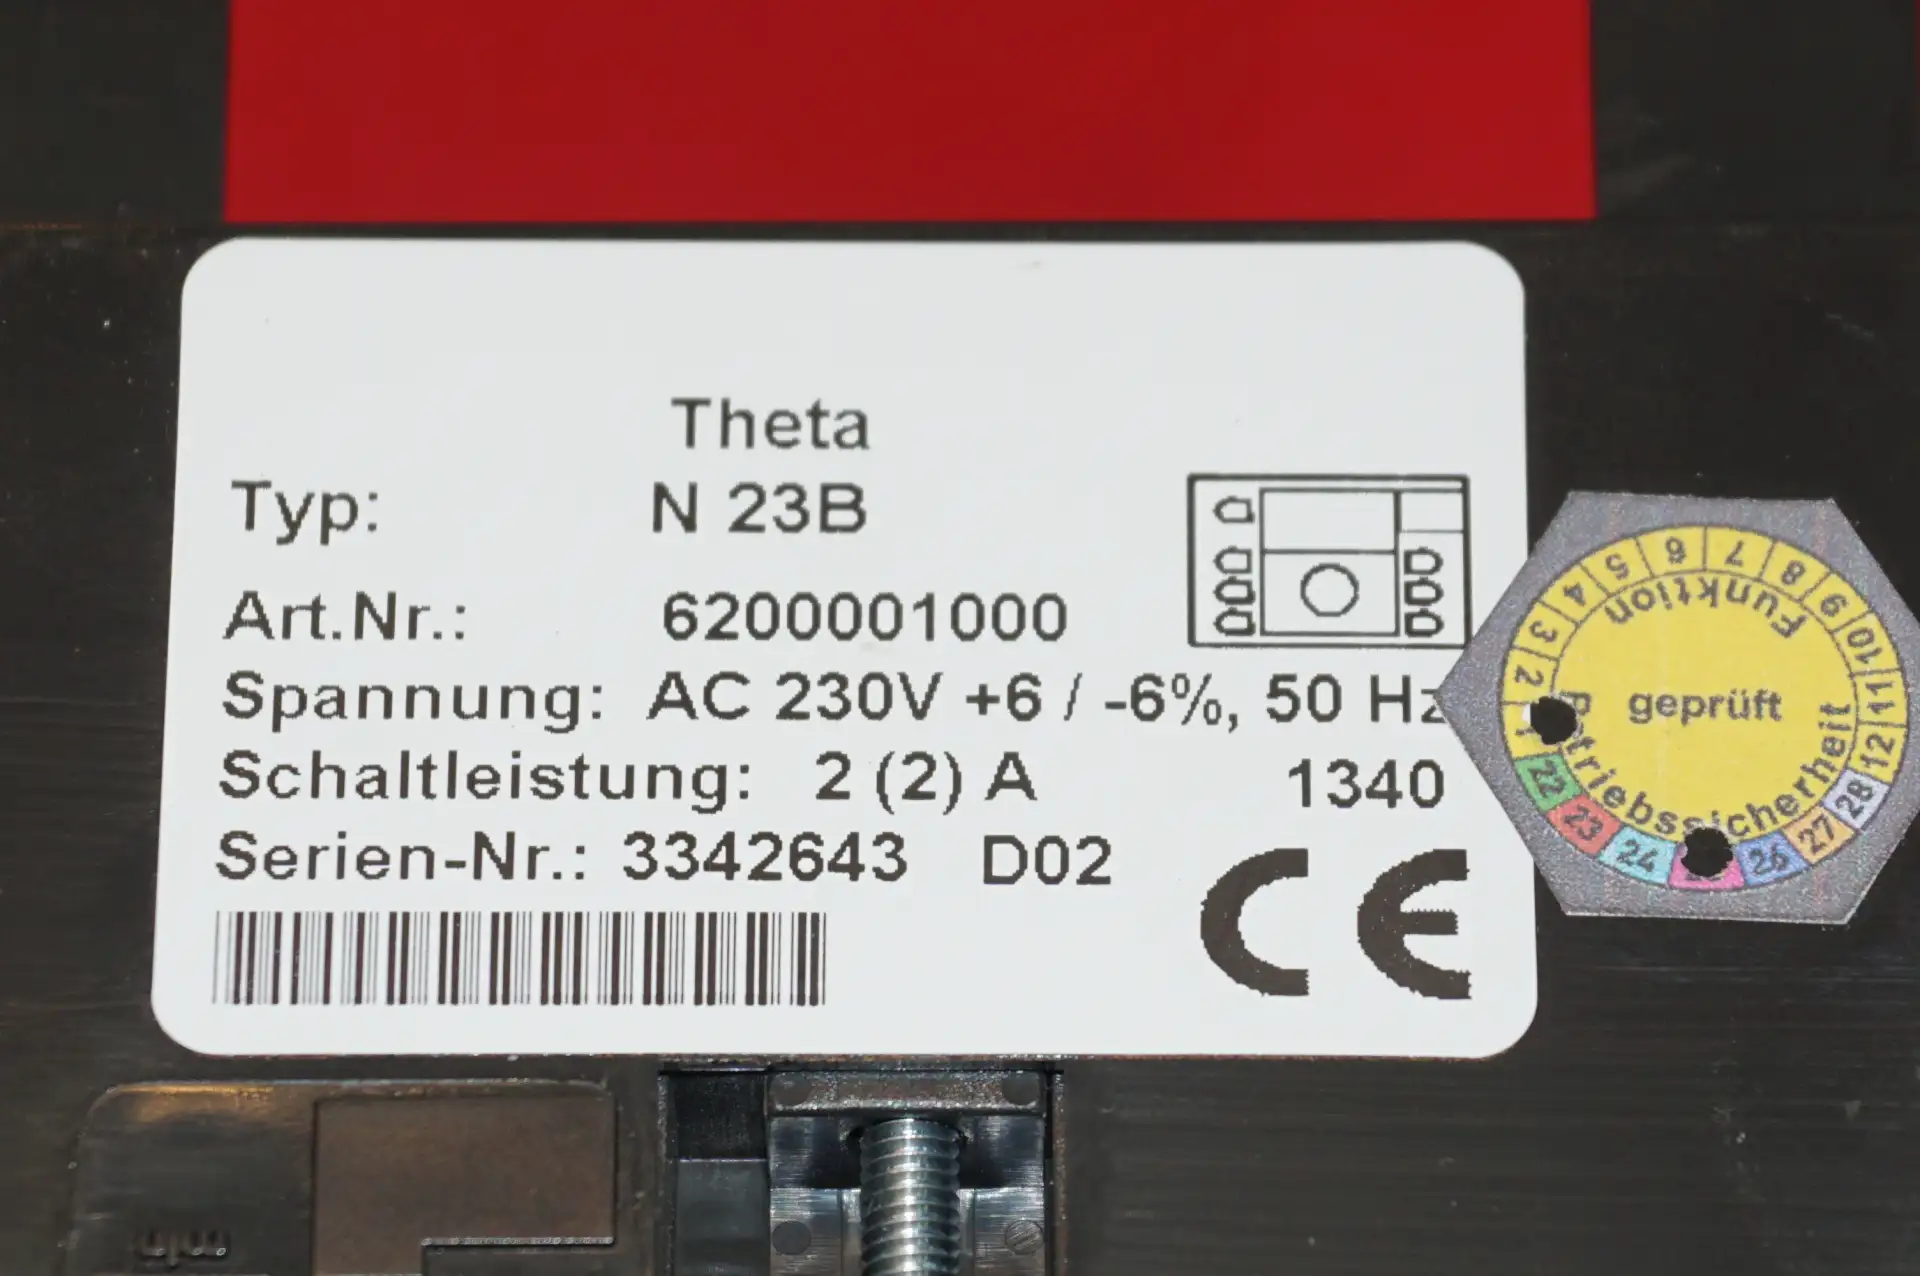 Theta
Typ: N 23B
Art.Nr.: 6200001000
Spannung: AC 230V +6 / -6%, 50 Hz
Schaltleistung: 2 (2) A 1340
Serien-Nr.: 3342643 D02
CE
1 2 3 4 5 6 7 8 9 10 11 12
Funktion
geprüft
22 23 24 26 27 28